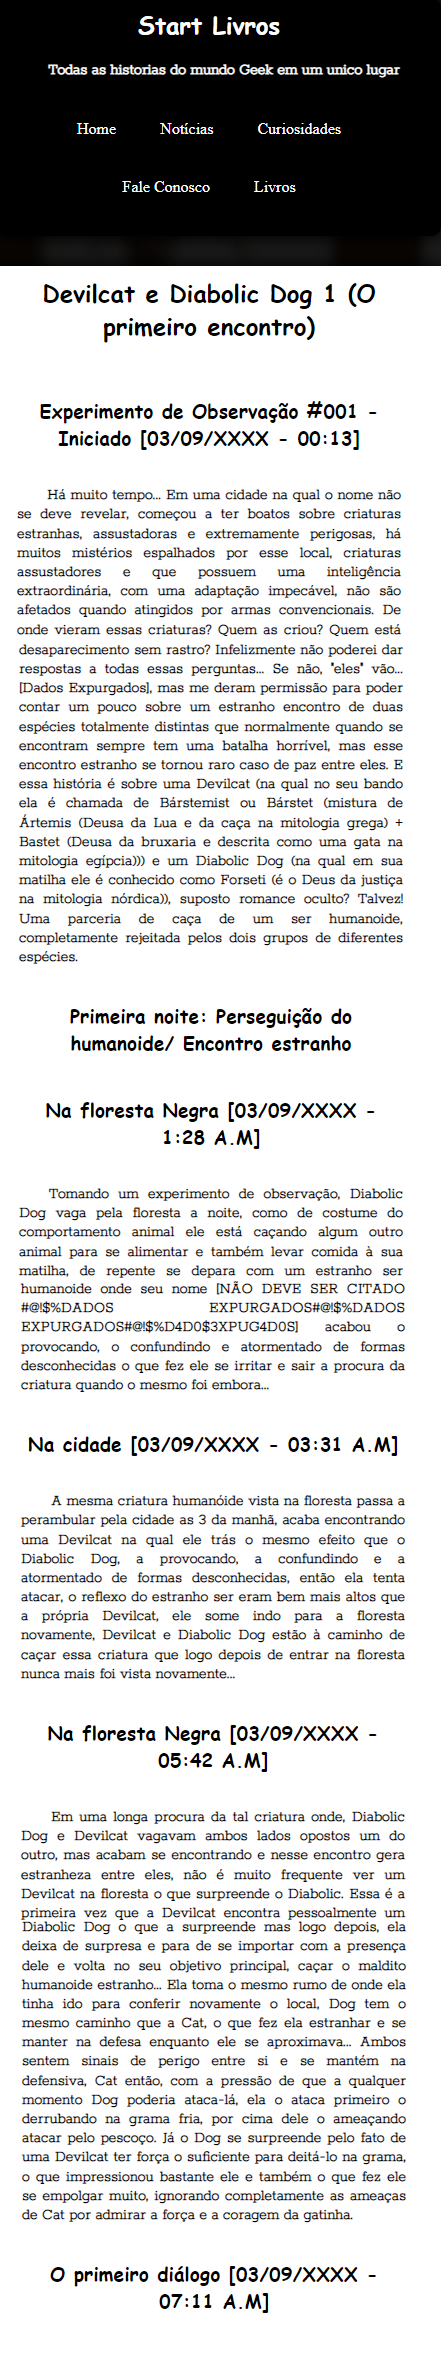 Start Livros
Todas as historias do mundo Geek em um unico lugar
Home Notícias Curiosidades
Fale Conosco Livros
Devilcat e Diabolic Dog 1 (O
primeiro encontro)
Experimento de Observação #001 -
Iniciado [03/09/XXXX - 00:13]
Há muito tempo... Em uma cidade na qual o nome não
se deve revelar, começou a ter boatos sobre criaturas
estranhas, assustadoras e extremamente perigosas, há
muitos mistérios espalhados por esse local, criaturas
assustadores e que possuem uma inteligência
extraordinária, com uma adaptação impecável, não são
afetados quando atingidos por armas convencionais. De
onde vieram essas criaturas? Quem as criou? Quem está
desaparecimento sem rastro? Infelizmente não poderei dar
respostas a todas essas perguntas... Se não, "eles" vão...
[Dados Expurgados], mas me deram permissão para poder
contar um pouco sobre um estranho encontro de duas
espécies totalmente distintas que normalmente quando se
encontram sempre tem uma batalha horrível, mas esse
encontro estranho se tornou raro caso de paz entre eles. E
essa história é sobre uma Devilcat (na qual no seu bando
ela é chamada de Bárstemist ou Bárstet (mistura de
Ártemis (Deusa da Lua e da caça na mitologia grega) +
Bastet (Deusa da bruxaria e descrita como uma gata na
mitologia egípcia))) e um Diabolic Dog (na qual em sua
matilha ele é conhecido como Forseti (é o Deus da justiça
na mitologia nórdica)), suposto romance oculto? Talvez!
Uma parceria de caça de um ser humanoide,
completamente rejeitada pelos dois grupos de diferentes
espécies.
Primeira noite: Perseguição do
humanoide/ Encontro estranho
Na floresta Negra [03/09/XXXX -
1:28 A.M]
Tomando um experimento de observação, Diabolic
Dog vaga pela floresta a noite, como de costume do
comportamento animal ele está caçando algum outro
animal para se alimentar e também levar comida à sua
matilha, de repente se depara com um estranho ser
humanoide onde seu nome [NÃO DEVE SER CITADO
#@!$%DADOS EXPURGADOS#@!$%DADOS
EXPURGADOS#@!$%D4D0$3XPUG4D0S] acabou o
provocando, o confundindo e atormentado de formas
desconhecidas o que fez ele se irritar e sair a procura da
criatura quando o mesmo foi embora...
Na cidade [03/09/XXXX - 03:31 A.M]
A mesma criatura humanóide vista na floresta passa a
perambular pela cidade as 3 da manhã, acaba encontrando
uma Devilcat na qual ele trás o mesmo efeito que o
Diabolic Dog, a provocando, a confundindo e a
atormentado de formas desconhecidas, então ela tenta
atacar, o reflexo do estranho ser eram bem mais altos que
a própria Devilcat, ele some indo para a floresta
novamente, Devilcat e Diabolic Dog estão à caminho de
caçar essa criatura que logo depois de entrar na floresta
nunca mais foi vista novamente...
Na floresta Negra [03/09/XXXX -
05:42 A.M]
Em uma longa procura da tal criatura onde, Diabolic
Dog e Devilcat vagavam ambos lados opostos um do
outro, mas acabam se encontrando e nesse encontro gera
estranheza entre eles, não é muito frequente ver um
Devilcat na floresta o que surpreende o Diabolic. Essa é a
primeira vez que a Devilcat encontra pessoalmente um
Diabolic Dog o que a surpreende mas logo depois, ela
deixa de surpresa e para de se importar com a presença
dele e volta no seu objetivo principal, caçar o maldito
humanoide estranho... Ela toma o mesmo rumo de onde ela
tinha ido para conferir novamente o local, Dog tem o
mesmo caminho que a Cat, o que fez ela estranhar e se
manter na defesa enquanto ele se aproximava... Ambos
sentem sinais de perigo entre si e se mantém na
defensiva, Cat então, com a pressão de que a qualquer
momento Dog poderia ataca-lá, ela o ataca primeiro o
derrubando na grama fria, por cima dele o ameaçando
atacar pelo pescoço. Já o Dog se surpreende pelo fato de
uma Devilcat ter força o suficiente para deitá-lo na grama,
o que impressionou bastante ele e também o que fez ele
se empolgar muito, ignorando completamente as ameaças
de Cat por admirar a força e a coragem da gatinha.
O primeiro diálogo [03/09/XXXX -
07:11 A.M]